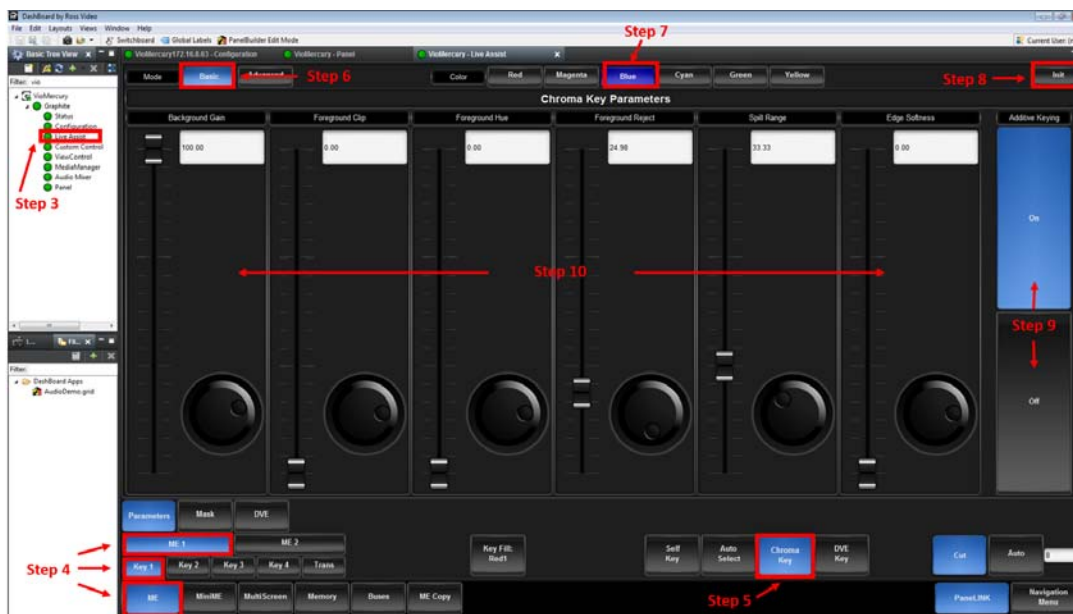 DashBoard by Ross Video
File Edit Layouts Views Window Help
Switchboard Global Labels PanelBuilder Edit Mode
Current User
Basic Tree View
VioMercury172.16.8.63 - Configuration
VioMercury - Panel
VioMercury - Live Assist
Step 7
Filter: vio
Mode
Basic
Advanced
Step 6
Color
Red
Magenta
Blue
Cyan
Green
Yellow
Step 8
Init
VioMercury
Graphite
Status
Configuration
Live Assist
Custom Control
ViewControl
MediaManager
Audio Mixer
Panel
Step 3
Chroma Key Parameters
Background Gain
Foreground Clip
Foreground Hue
Foreground Reject
Spill Range
Edge Softness
Additive Keying
100.00
0.00
0.00
24.98
33.33
0.00
On
Step 10
Step 9
Off
Filter:
DashBoard Apps
AudioDemo.grid
Parameters
Mask
DVE
ME 1
ME 2
Key 1
Key 2
Key 3
Key 4
Trans
Step 4
Key Fill:
Red1
Self
Key
Auto
Select
Chroma
Key
DVE
Key
Cut
Auto
ME
MiniME
MultiScreen
Memory
Buses
ME Copy
Step 5
PanelLINK
Navigation
Menu